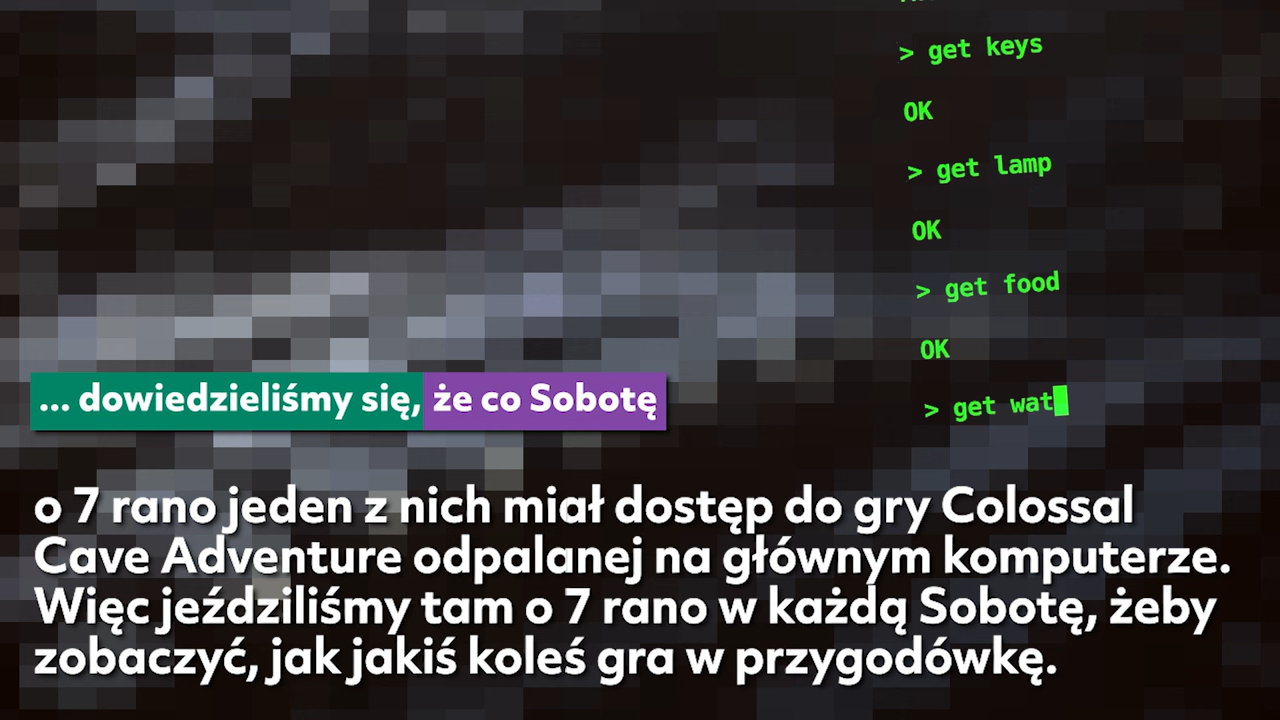 > get keys
OK
> get lamp
OK
> get food
OK
> get wat
... dowiedzieliśmy się, że co Sobotę
o 7 rano jeden z nich miał dostęp do gry Colossal
Cave Adventure odpalanej na głównym komputerze.
Więc jeździliśmy tam o 7 rano w każdą Sobotę, żeby
zobaczyć, jak jakiś koleś gra w przygodówkę.